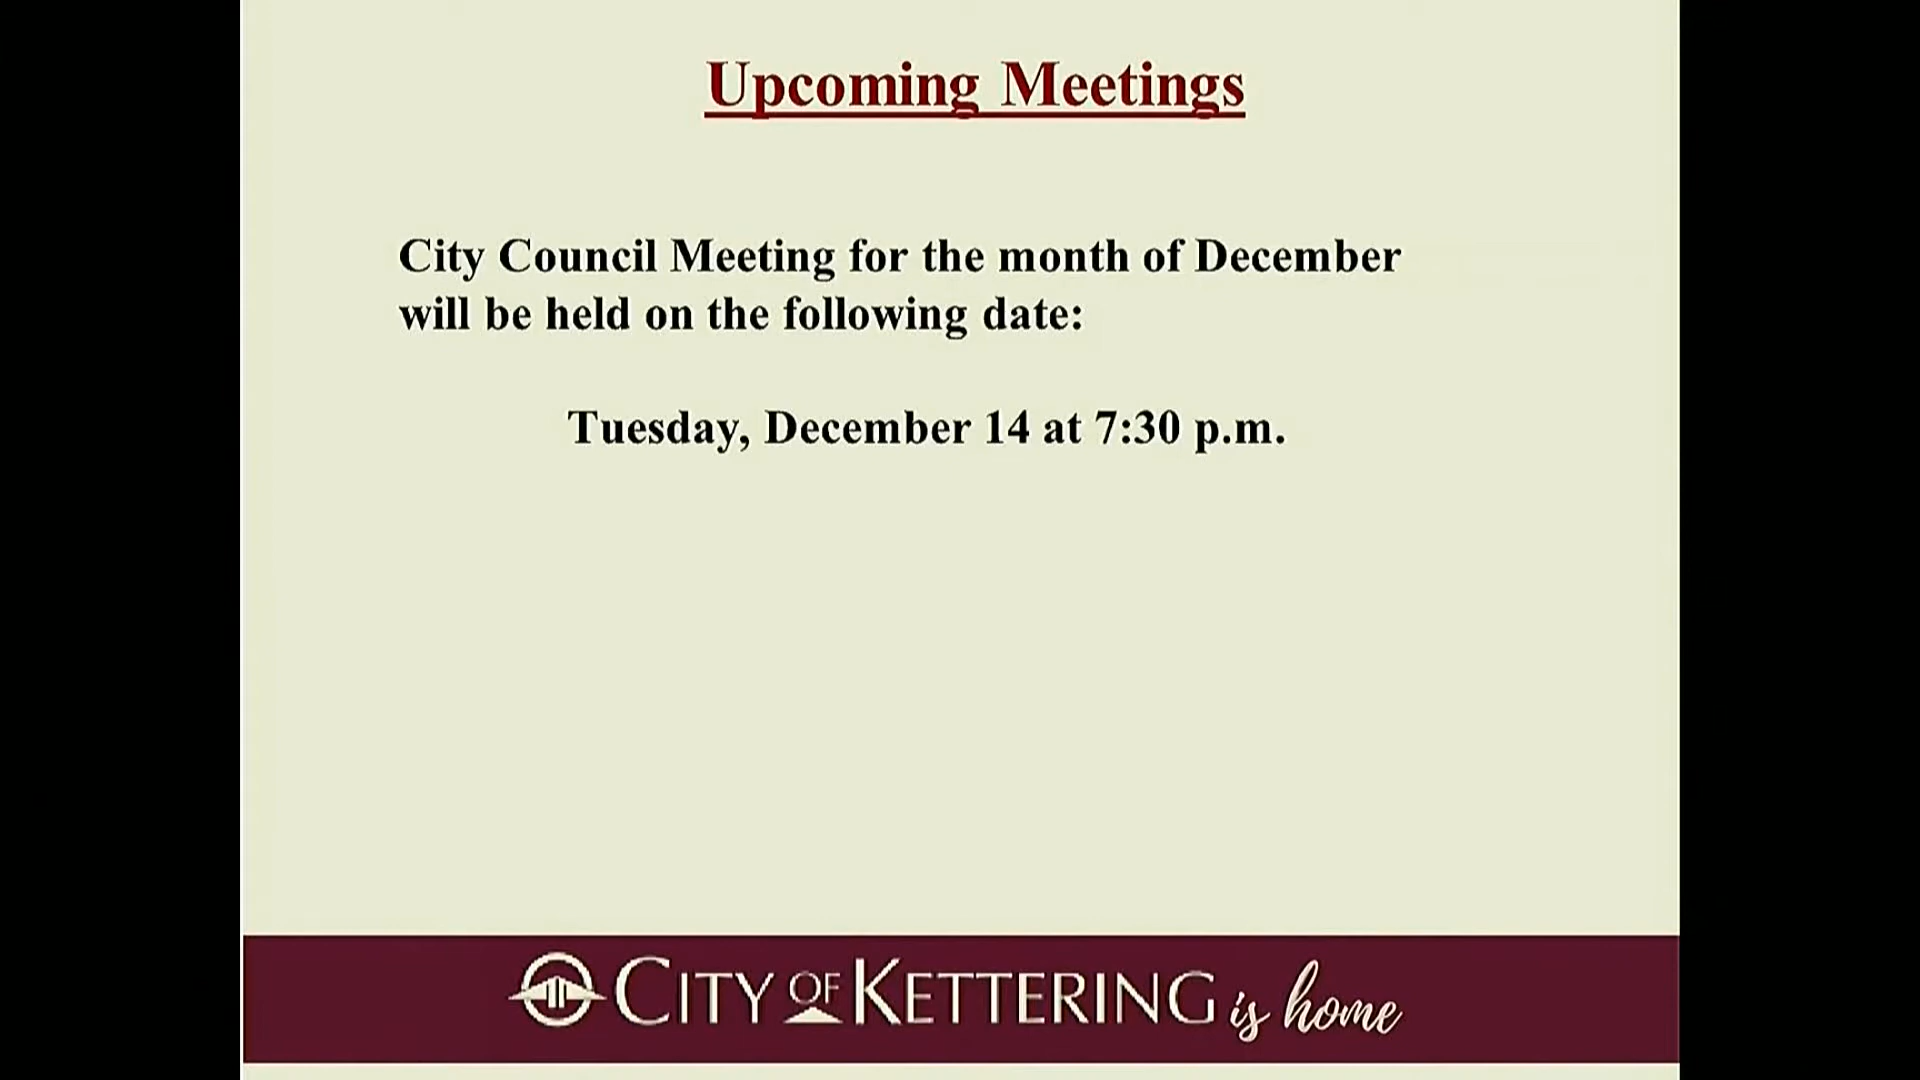 Upcoming Meetings
City Council Meeting for the month of December
will be held on the following date:
Tuesday, December 14 at 7:30 p.m.
CITY OF KETTERING is home